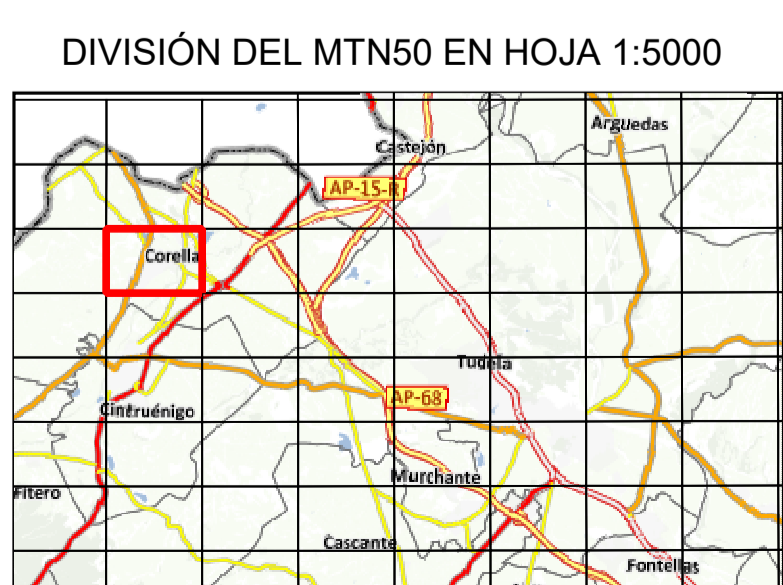 DIVISIÓN DEL MTN50 EN HOJA 1:5000
Arguedas
Castejón
AP-15-R
Corella
Tudela
AP-68
Cintruénigo
Murchante
Fitero
Cascante
Fontellas